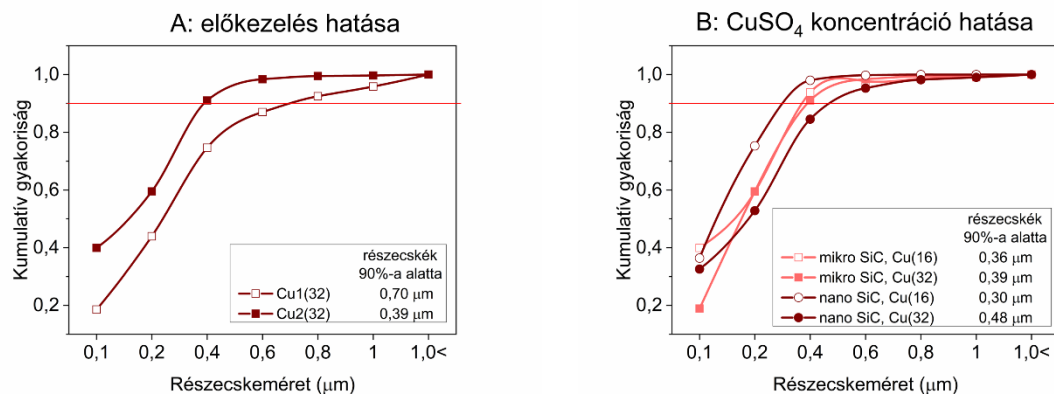 A: előkezelés hatása
Kumulatív gyakoriság
1,0
0,8
0,6
0,4
0,2
részecskék
90%-a alatta
Cu1(32) 0,70 μm
Cu2(32) 0,39 μm
0,1 0,2 0,4 0,6 0,8 1 1,0<
Részecskeméret (μm)
B: CuSO₄ koncentráció hatása
Kumulatív gyakoriság
1,0
0,8
0,6
0,4
0,2
részecskék
90%-a alatta
mikro SiC, Cu(16) 0,36 μm
mikro SiC, Cu(32) 0,39 μm
nano SiC, Cu(16) 0,30 μm
nano SiC, Cu(32) 0,48 μm
0,1 0,2 0,4 0,6 0,8 1 1,0<
Részecskeméret (μm)